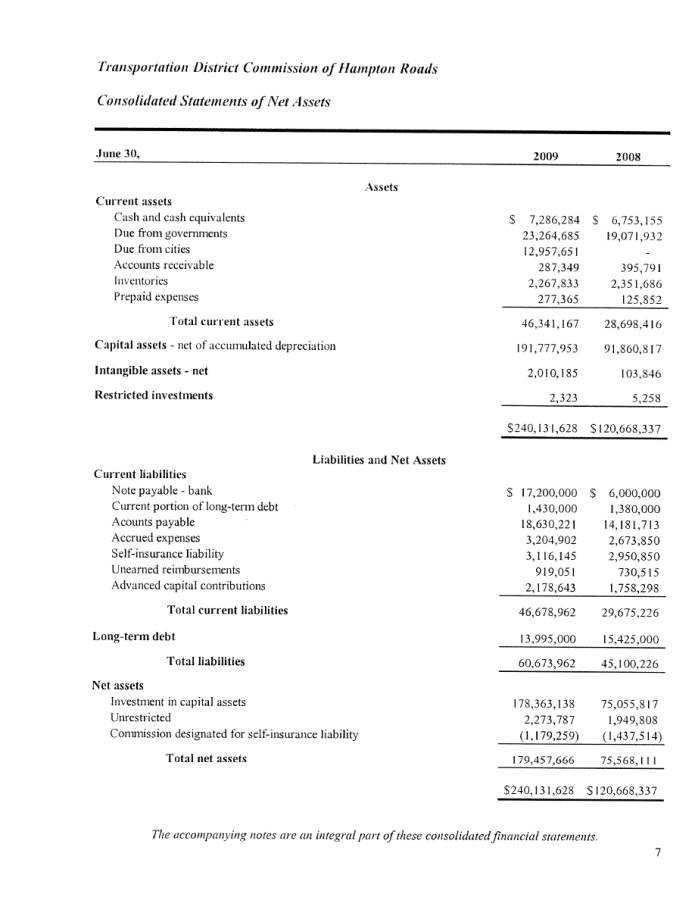 Transportation District Commission of Hampton Roads
Consolidated Statements of Net Assets
June 30, 2009 2008
Assets
Current assets
Cash and cash equivalents $ 7,286,284 $ 6,753,155
Due from governments 23,264,685 19,071,932
Due from cities 12,957,651 -
Accounts receivable 287,349 395,791
Inventories 2,267,833 2,351,686
Prepaid expenses 277,365 125,852
Total current assets 46,341,167 28,698,416
Capital assets - net of accumulated depreciation 191,777,953 91,860,817
Intangible assets - net 2,010,185 103,846
Restricted investments 2,323 5,258
$240,131,628 $120,668,337
Liabilities and Net Assets
Current liabilities
Note payable - bank $ 17,200,000 $ 6,000,000
Current portion of long-term debt 1,430,000 1,380,000
Acounts payable 18,630,221 14,181,713
Accrued expenses 3,204,902 2,673,850
Self-insurance liability 3,116,145 2,950,850
Unearned reimbursements 919,051 730,515
Advanced capital contributions 2,178,643 1,758,298
Total current liabilities 46,678,962 29,675,226
Long-term debt 13,995,000 15,425,000
Total liabilities 60,673,962 45,100,226
Net assets
Investment in capital assets 178,363,138 75,055,817
Unrestricted 2,273,787 1,949,808
Commission designated for self-insurance liability (1,179,259) (1,437,514)
Total net assets 179,457,666 75,568,111
$240,131,628 $120,668,337
The accompanying notes are an integral part of these consolidated financial statements.
7